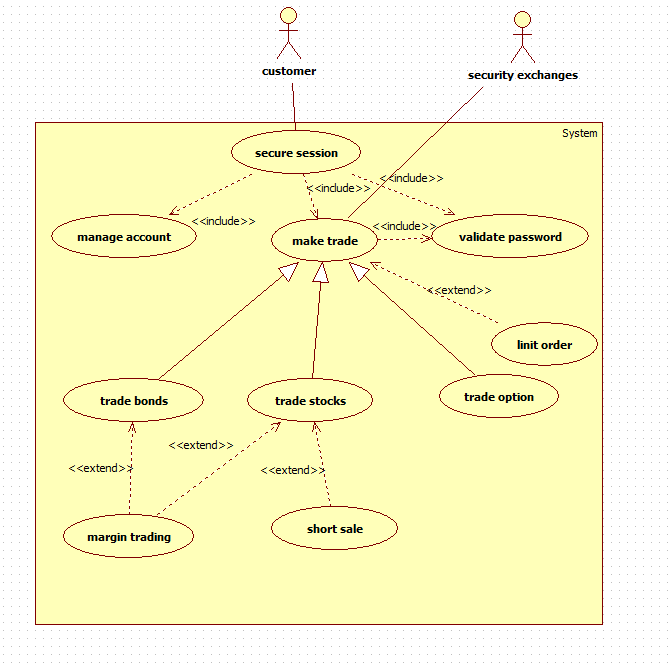 customer
security exchanges
System
secure session
<<include>>
<<include>>
<<include>>
<<include>>
manage account
make trade
validate password
<<extend>>
linit order
trade bonds
trade stocks
trade option
<<extend>>
<<extend>>
<<extend>>
margin trading
short sale